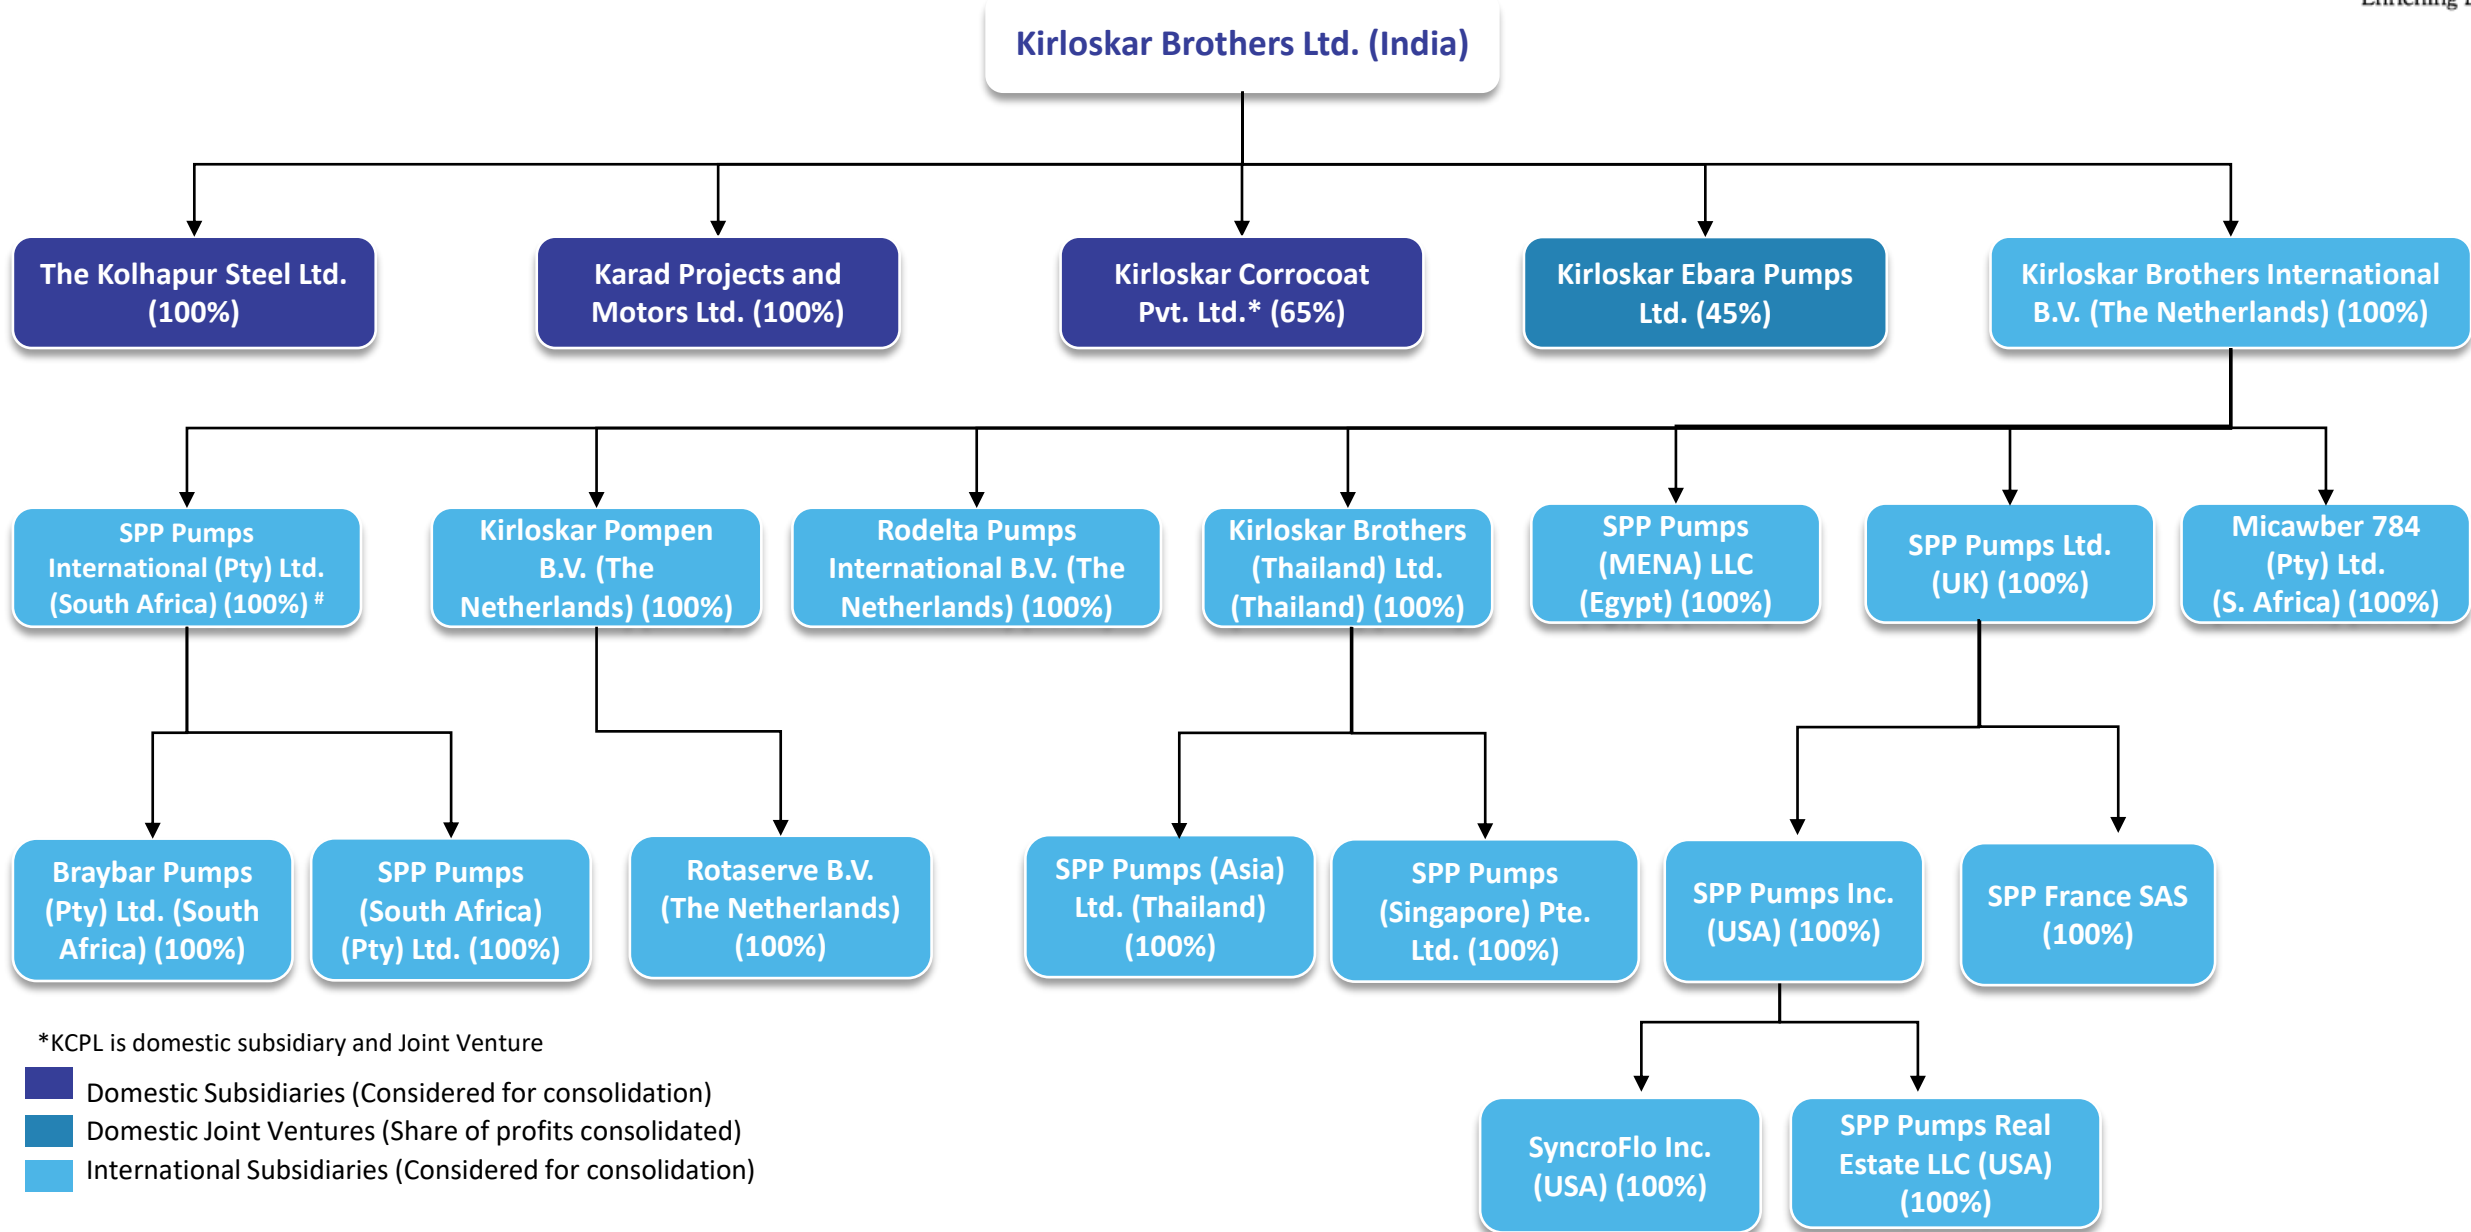 Enriching
Kirloskar Brothers Ltd. (India)
The Kolhapur Steel Ltd.
(100%)
Karad Projects and
Motors Ltd. (100%)
Kirloskar Corrocoat
Pvt. Ltd.* (65%)
Kirloskar Ebara Pumps
Ltd. (45%)
Kirloskar Brothers International
B.V. (The Netherlands) (100%)
SPP Pumps
International (Pty) Ltd.
(South Africa) (100%) #
Kirloskar Pompen
B.V. (The
Netherlands) (100%)
Rodelta Pumps
International B.V. (The
Netherlands) (100%)
Kirloskar Brothers
(Thailand) Ltd.
(Thailand) (100%)
SPP Pumps
(MENA) LLC
(Egypt) (100%)
SPP Pumps Ltd.
(UK) (100%)
Micawber 784
(Pty) Ltd.
(S. Africa) (100%)
Braybar Pumps
(Pty) Ltd. (South
Africa) (100%)
SPP Pumps
(South Africa)
(Pty) Ltd. (100%)
Rotaserve B.V.
(The Netherlands)
(100%)
SPP Pumps (Asia)
Ltd. (Thailand)
(100%)
SPP Pumps
(Singapore) Pte.
Ltd. (100%)
SPP Pumps Inc.
(USA) (100%)
SPP France SAS
(100%)
SyncroFlo Inc.
(USA) (100%)
SPP Pumps Real
Estate LLC (USA)
(100%)
*KCPL is domestic subsidiary and Joint Venture
Domestic Subsidiaries (Considered for consolidation)
Domestic Joint Ventures (Share of profits consolidated)
International Subsidiaries (Considered for consolidation)